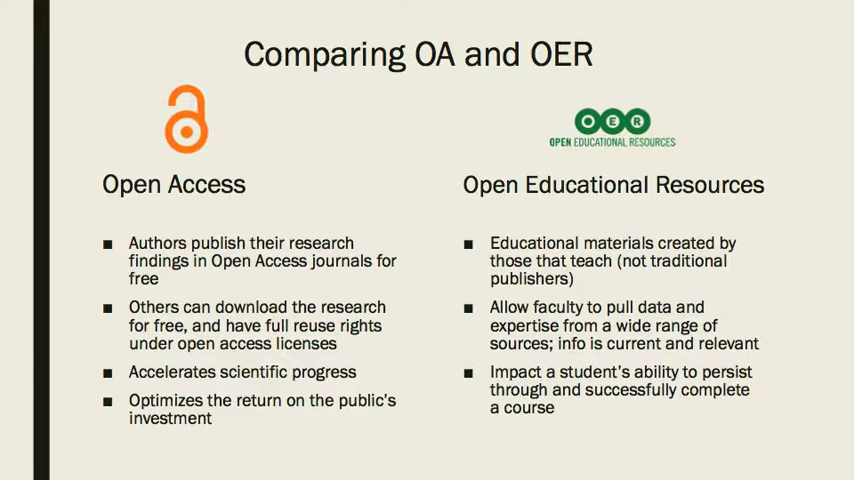 Comparing OA and OER
Open Access
Authors publish their research
findings in Open Access journals for
free
Others can download the research
for free, and have full reuse rights
under open access licenses
Accelerates scientific progress
Optimizes the return on the public's
investment
OER
OPEN EDUCATIONAL RESOURCES
Open Educational Resources
Educational materials created by
those that teach (not traditional
publishers)
Allow faculty to pull data and
expertise from a wide range of
sources; info is current and relevant
Impact a student's ability to persist
through and successfully complete
a course